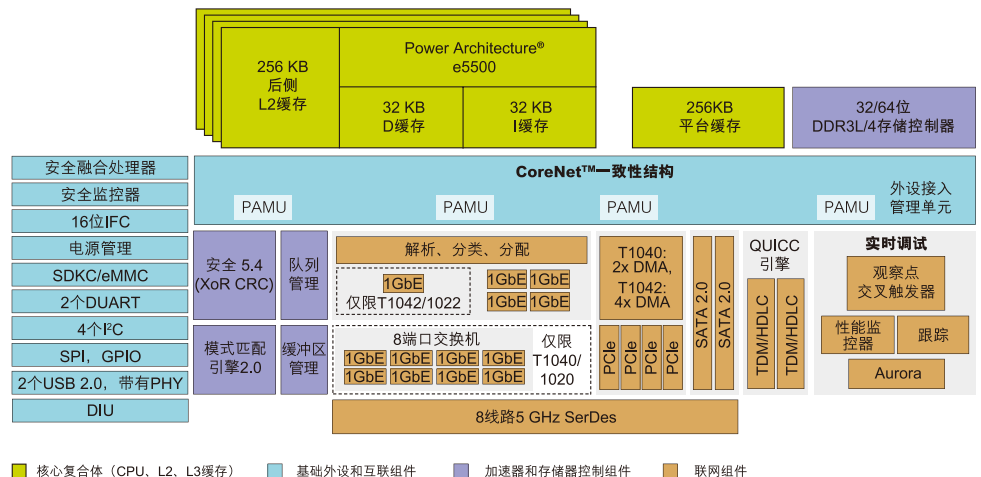 Power Architecture®
e5500
256 KB
后侧
L2缓存
32 KB
D缓存
32 KB
I缓存
256KB
平台缓存
32/64位
DDR3L/4存储控制器
安全融合处理器
安全监控器
16位IFC
电源管理
SDKC/eMMC
2个DUART
4个I²C
SPI，GPIO
2个USB 2.0，带有PHY
DIU
CoreNet™一致性结构
PAMU
PAMU
PAMU
PAMU
外设接入
管理单元
安全 5.4
(XoR CRC)
队列
管理
模式匹配
引擎2.0
缓冲区
管理
解析、分类、分配
1GbE
仅限T1042/1022
1GbE 1GbE
1GbE 1GbE
8端口交换机
1GbE 1GbE 1GbE 1GbE
1GbE 1GbE 1GbE 1GbE
仅限
T1040/
1020
T1040:
2x DMA,
T1042:
4x DMA
PCIe
PCIe
PCIe
PCIe
SATA 2.0
SATA 2.0
QUICC
引擎
TDM/HDLC
TDM/HDLC
实时调试
观察点
交叉触发器
性能监
控器
跟踪
Aurora
8线路5 GHz SerDes
核心复合体（CPU、L2、L3缓存）
基础外设和互联组件
加速器和存储器控制组件
联网组件